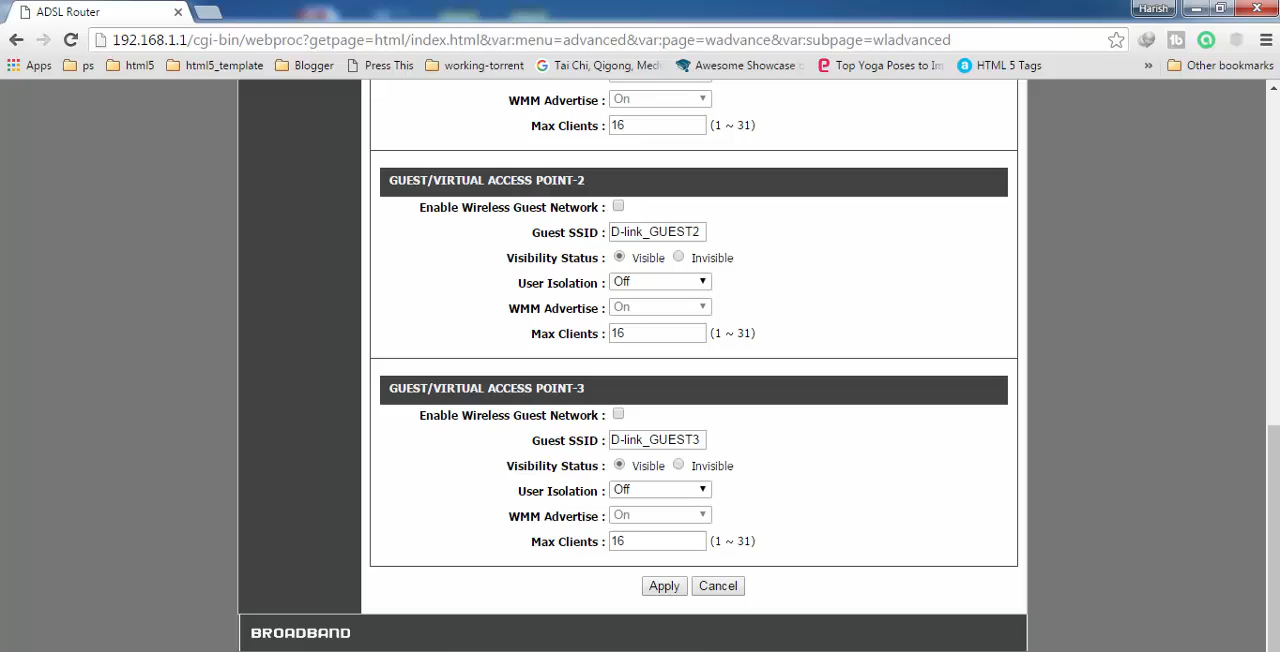 ADSL Router
Harish
192.168.1.1/cgi-bin/webproc?getpage=html/index.html&varmenu=advanced&var:page=wadvance&var:subpage=wladvanced
Apps ps html5 html5_template Blogger Press This working-torrent Tai Chi, Qigong, Med Awesome Showcase Top Yoga Poses to Im HTML 5 Tags » Other bookmarks
WMM Advertise : On
Max Clients : 16 (1 ~ 31)
GUEST/VIRTUAL ACCESS POINT-2
Enable Wireless Guest Network :
Guest SSID : D-link_GUEST2
Visibility Status : Visible Invisible
User Isolation : Off
WMM Advertise : On
Max Clients : 16 (1 ~ 31)
GUEST/VIRTUAL ACCESS POINT-3
Enable Wireless Guest Network :
Guest SSID : D-link_GUEST3
Visibility Status : Visible Invisible
User Isolation : Off
WMM Advertise : On
Max Clients : 16 (1 ~ 31)
Apply Cancel
BROADBAND